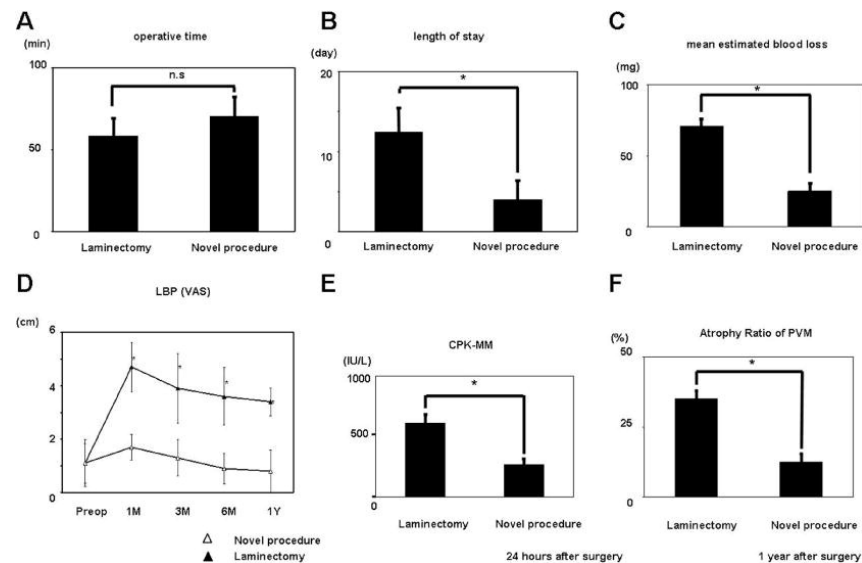 A
operative time
(min)
100
50
0
n.s
Laminectomy
Novel procedure
B
length of stay
(day)
20
10
0
*
Laminectomy
Novel procedure
C
mean estimated blood loss
(mg)
100
50
0
*
Laminectomy
Novel procedure
D
LBP (VAS)
(cm)
6
4
2
0
*
*
*
*
Preop
1M
3M
6M
1Y
△ Novel procedure
▲ Laminectomy
E
CPK-MM
(IU/L)
1000
500
0
*
Laminectomy
Novel procedure
24 hours after surgery
F
Atrophy Ratio of PVM
(%)
50
25
0
*
Laminectomy
Novel procedure
1 year after surgery